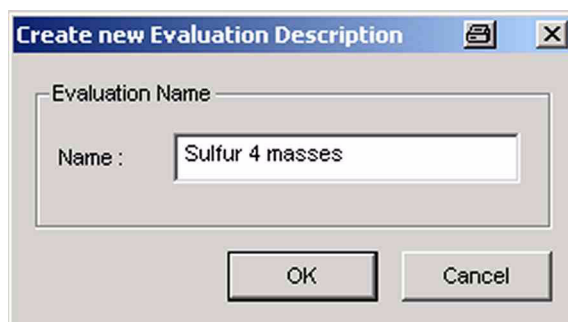 Create new Evaluation Description
Evaluation Name
Name :
Sulfur 4 masses
OK
Cancel